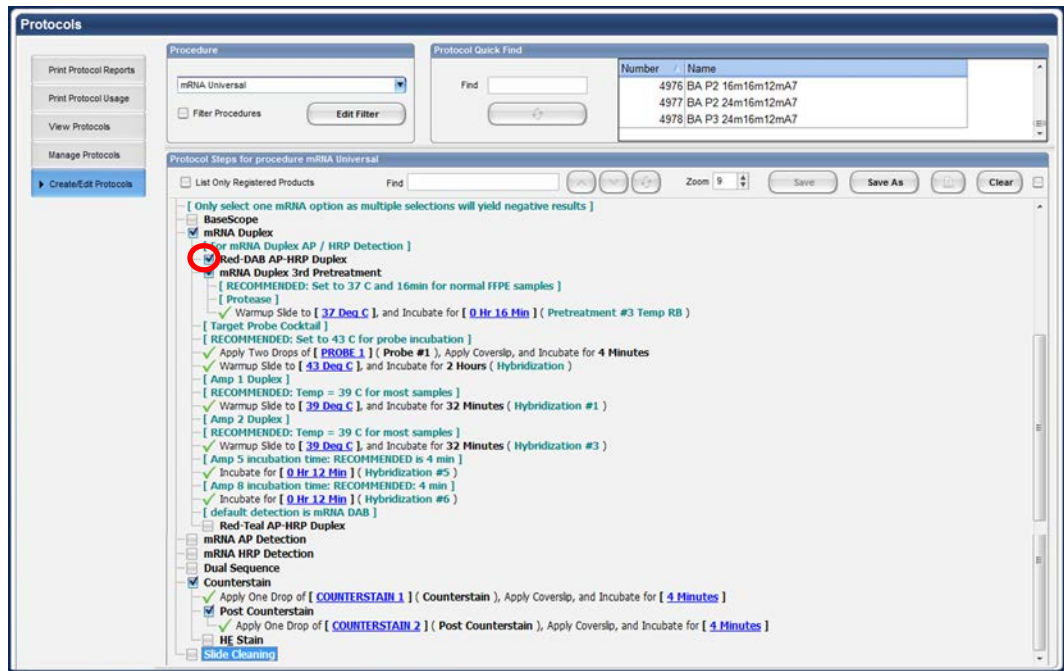 Protocols
Print Protocol Reports
Print Protocol Usage
View Protocols
Manage Protocols
Create/Edit Protocols
Procedure
mRNA Universal
Filter Procedures
Edit Filter
Protocol Quick Find
Find
Number / Name
4976 BA P2 16m16m12mA7
4977 BA P2 24m16m12mA7
4978 BA P3 24m16m12mA7
Protocol Steps for procedure mRNA Universal
List Only Registered Products Find Zoom 9 Save Save As Clear
[ Only select one mRNA option as multiple selections will yield negative results ]
BaseScope
mRNA Duplex
[ For mRNA Duplex AP / HRP Detection ]
Red-DAB AP-HRP Duplex
mRNA Duplex 3rd Pretreatment
[ RECOMMENDED: Set to 37 C and 16min for normal FFPE samples ]
[ Protease ]
Warmup Slide to [ 37 Deg C ], and Incubate for [ 0 Hr 16 Min ] ( Pretreatment #3 Temp RB )
[ Target Probe Cocktail ]
[ RECOMMENDED: Set to 43 C for probe incubation ]
Apply Two Drops of [ PROBE 1 ] ( Probe #1 ), Apply Coverslip, and Incubate for 4 Minutes
Warmup Slide to [ 43 Deg C ], and Incubate for 2 Hours ( Hybridization )
[ Amp 1 Duplex ]
[ RECOMMENDED: Temp = 39 C for most samples ]
Warmup Slide to [ 39 Deg C ], and Incubate for 32 Minutes ( Hybridization #1 )
[ Amp 2 Duplex ]
[ RECOMMENDED: Temp = 39 C for most samples ]
Warmup Slide to [ 39 Deg C ], and Incubate for 32 Minutes ( Hybridization #3 )
[ Amp 5 incubation time: RECOMMENDED is 4 min ]
Incubate for [ 0 Hr 12 Min ] ( Hybridization #5 )
[ Amp 8 incubation time: RECOMMENDED: 4 min ]
Incubate for [ 0 Hr 12 Min ] ( Hybridization #6 )
[ default detection is mRNA DAB ]
Red-Teal AP-HRP Duplex
mRNA AP Detection
mRNA HRP Detection
Dual Sequence
Counterstain
Apply One Drop of [ COUNTERSTAIN 1 ] ( Counterstain ), Apply Coverslip, and Incubate for [ 4 Minutes ]
Post Counterstain
Apply One Drop of [ COUNTERSTAIN 2 ] ( Post Counterstain ), Apply Coverslip, and Incubate for [ 4 Minutes ]
HE Stain
Slide Cleaning